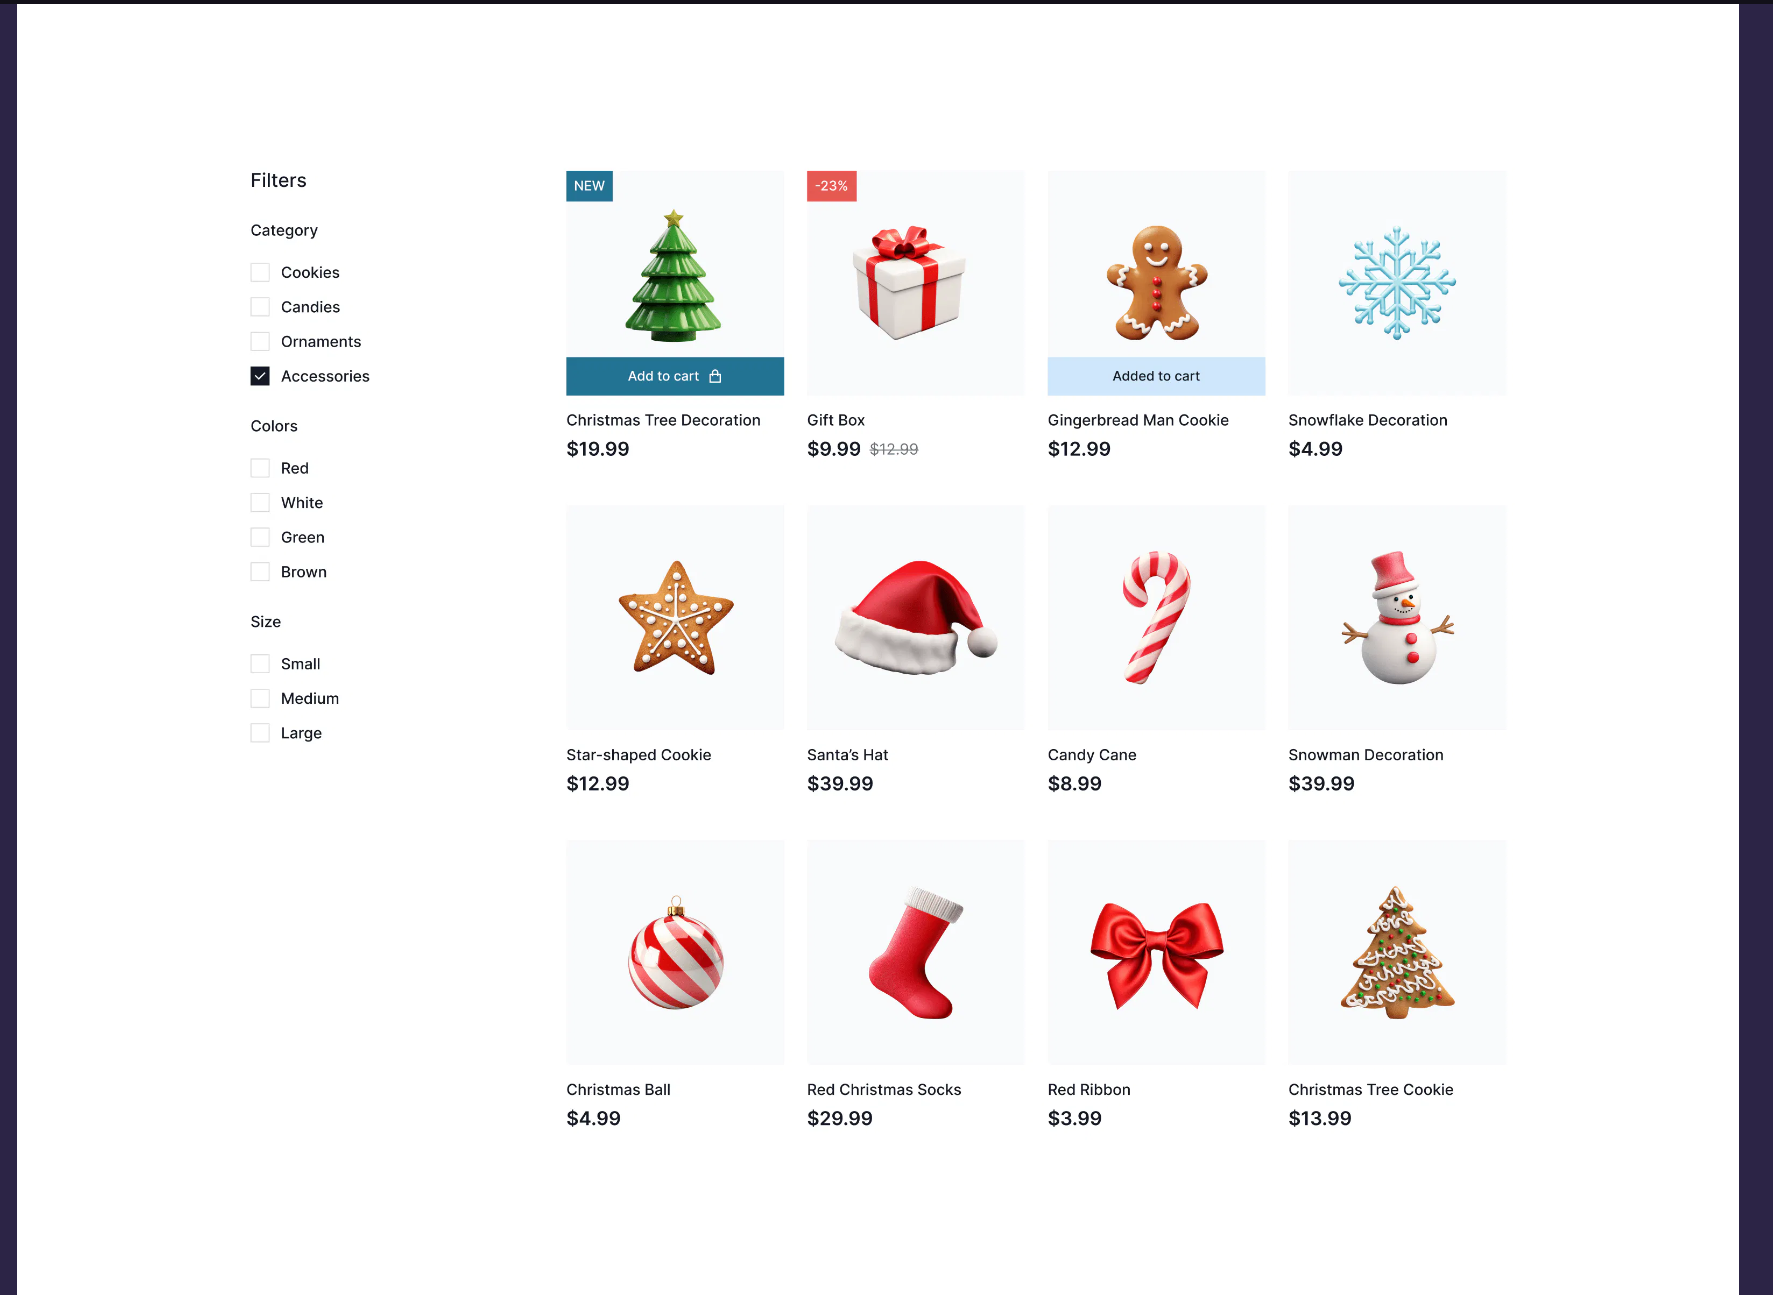 Filters
Category
Cookies
Candies
Ornaments
Accessories
Colors
Red
White
Green
Brown
Size
Small
Medium
Large
NEW
Add to cart
Christmas Tree Decoration
$19.99
-23%
Gift Box
$9.99 $12.99
Added to cart
Gingerbread Man Cookie
$12.99
Snowflake Decoration
$4.99
Star-shaped Cookie
$12.99
Santa’s Hat
$39.99
Candy Cane
$8.99
Snowman Decoration
$39.99
Christmas Ball
$4.99
Red Christmas Socks
$29.99
Red Ribbon
$3.99
Christmas Tree Cookie
$13.99